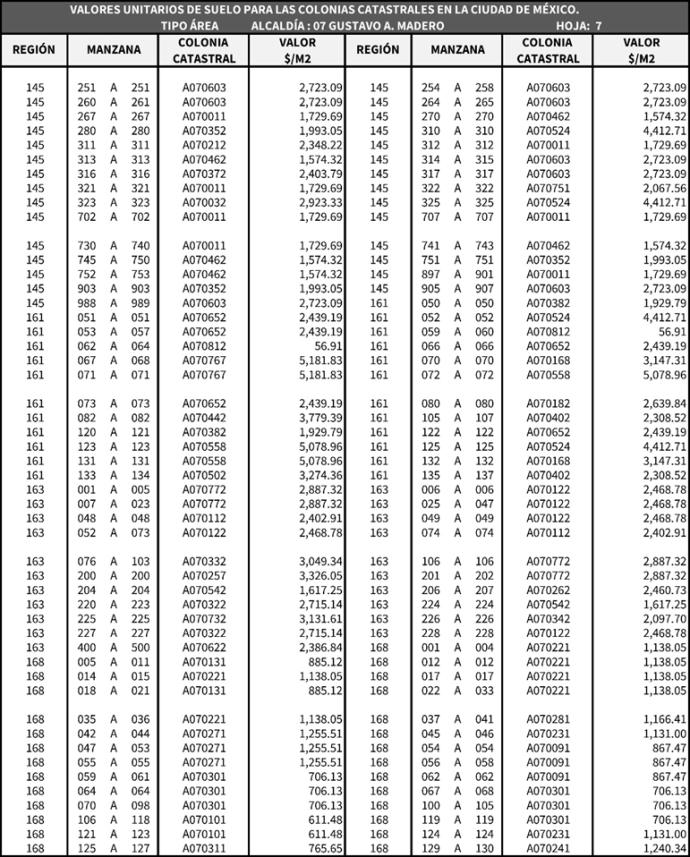 VALORES UNITARIOS DE SUELO PARA LAS COLONIAS CATASTRALES EN LA CIUDAD DE MÉXICO.
TIPO ÁREA ALCALDÍA : 07 GUSTAVO A. MADERO HOJA: 7
REGIÓN MANZANA COLONIA CATASTRAL VALOR $/M2 REGIÓN MANZANA COLONIA CATASTRAL VALOR $/M2
145 251 A 251 A070603 2,723.09 145 254 A 258 A070603 2,723.09
145 260 A 261 A070603 2,723.09 145 264 A 265 A070603 2,723.09
145 267 A 267 A070011 1,729.69 145 270 A 270 A070462 1,574.32
145 280 A 280 A070352 1,993.05 145 310 A 310 A070524 4,412.71
145 311 A 311 A070212 2,348.22 145 312 A 312 A070011 1,729.69
145 313 A 313 A070462 1,574.32 145 314 A 315 A070603 2,723.09
145 316 A 316 A070372 2,403.79 145 317 A 317 A070603 2,723.09
145 321 A 321 A070011 1,729.69 145 322 A 322 A070751 2,067.56
145 323 A 323 A070032 2,923.33 145 325 A 325 A070524 4,412.71
145 702 A 702 A070011 1,729.69 145 707 A 707 A070011 1,729.69
145 730 A 740 A070011 1,729.69 145 741 A 743 A070462 1,574.32
145 745 A 750 A070462 1,574.32 145 751 A 751 A070352 1,993.05
145 752 A 753 A070462 1,574.32 145 897 A 901 A070011 1,729.69
145 903 A 903 A070352 1,993.05 145 905 A 907 A070603 2,723.09
145 988 A 989 A070603 2,723.09 161 050 A 050 A070382 1,929.79
161 051 A 051 A070652 2,439.19 161 052 A 052 A070524 4,412.71
161 053 A 057 A070652 2,439.19 161 059 A 060 A070812 56.91
161 062 A 064 A070812 56.91 161 066 A 066 A070652 2,439.19
161 067 A 068 A070767 5,181.83 161 070 A 070 A070168 3,147.31
161 071 A 071 A070767 5,181.83 161 072 A 072 A070558 5,078.96
161 073 A 073 A070652 2,439.19 161 080 A 080 A070182 2,639.84
161 082 A 082 A070442 3,779.39 161 105 A 107 A070402 2,308.52
161 120 A 121 A070382 1,929.79 161 122 A 122 A070652 2,439.19
161 123 A 123 A070558 5,078.96 161 125 A 125 A070524 4,412.71
161 131 A 131 A070558 5,078.96 161 132 A 132 A070168 3,147.31
161 133 A 134 A070502 3,274.36 161 135 A 137 A070402 2,308.52
163 001 A 005 A070772 2,887.32 163 006 A 006 A070122 2,468.78
163 007 A 023 A070772 2,887.32 163 025 A 047 A070122 2,468.78
163 048 A 048 A070112 2,402.91 163 049 A 049 A070122 2,468.78
163 052 A 073 A070122 2,468.78 163 074 A 074 A070112 2,402.91
163 076 A 103 A070332 3,049.34 163 106 A 106 A070772 2,887.32
163 200 A 200 A070257 3,326.05 163 201 A 202 A070772 2,887.32
163 204 A 204 A070542 1,617.25 163 206 A 207 A070262 2,460.73
163 220 A 223 A070322 2,715.14 163 224 A 224 A070542 1,617.25
163 225 A 225 A070732 3,131.61 163 226 A 226 A070342 2,097.70
163 227 A 227 A070322 2,715.14 163 228 A 228 A070122 2,468.78
163 400 A 500 A070622 2,386.84 168 001 A 004 A070221 1,138.05
168 005 A 011 A070131 885.12 168 012 A 012 A070221 1,138.05
168 014 A 015 A070221 1,138.05 168 017 A 017 A070221 1,138.05
168 018 A 021 A070131 885.12 168 022 A 033 A070221 1,138.05
168 035 A 036 A070221 1,138.05 168 037 A 041 A070281 1,166.41
168 042 A 044 A070271 1,255.51 168 045 A 046 A070231 1,131.00
168 047 A 053 A070271 1,255.51 168 054 A 054 A070091 867.47
168 055 A 055 A070271 1,255.51 168 056 A 058 A070091 867.47
168 059 A 061 A070301 706.13 168 062 A 062 A070091 867.47
168 064 A 064 A070301 706.13 168 067 A 068 A070301 706.13
168 070 A 098 A070301 706.13 168 100 A 105 A070301 706.13
168 106 A 118 A070101 611.48 168 119 A 119 A070301 706.13
168 121 A 123 A070101 611.48 168 124 A 124 A070231 1,131.00
168 125 A 127 A070311 765.65 168 129 A 130 A070241 1,240.34